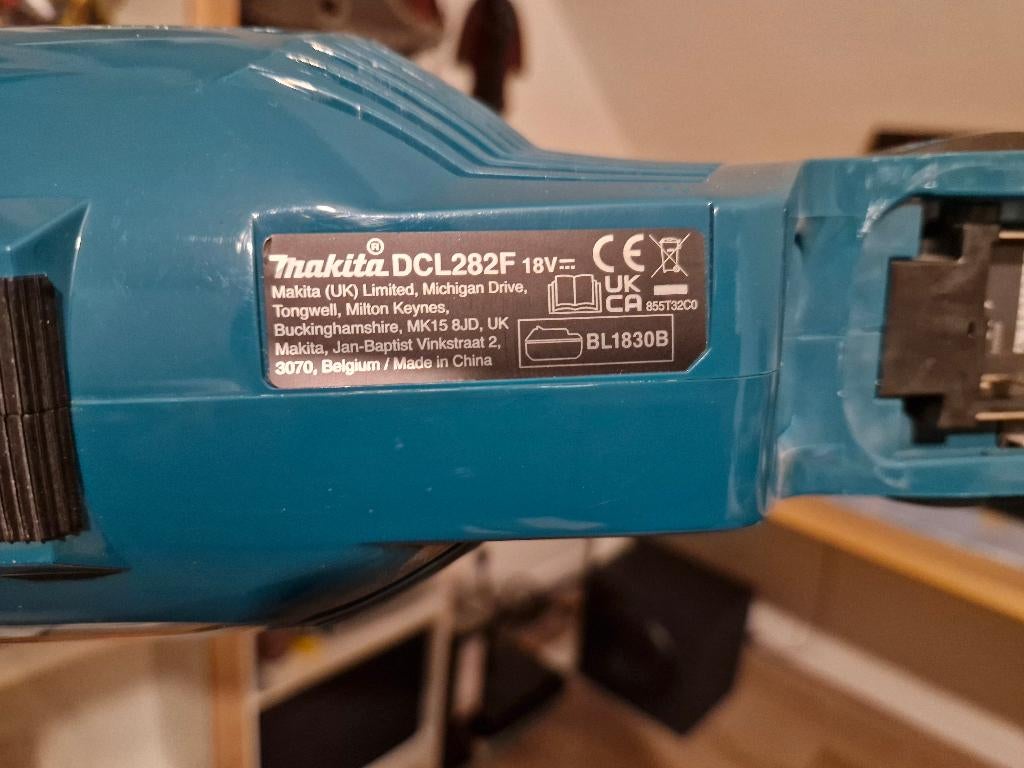 makita® DCL282F 18V⎓ CE
Makita (UK) Limited, Michigan Drive,
Tongwell, Milton Keynes,
Buckinghamshire, MK15 8JD, UK
Makita, Jan-Baptist Vinkstraat 2,
3070, Belgium / Made in China
UK
CA 855T32C0
BL1830B